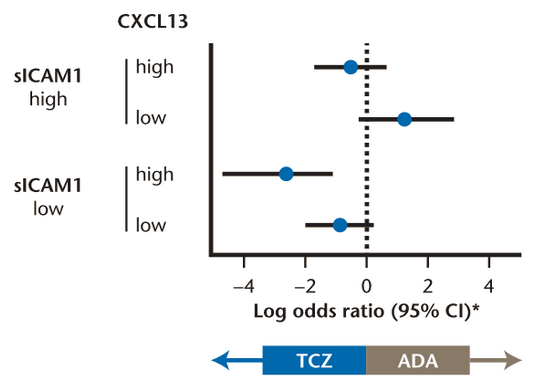 CXCL13
sICAM1
high
high
low
sICAM1
low
high
low
−4 −2 0 2 4
Log odds ratio (95% CI)*
TCZ ADA